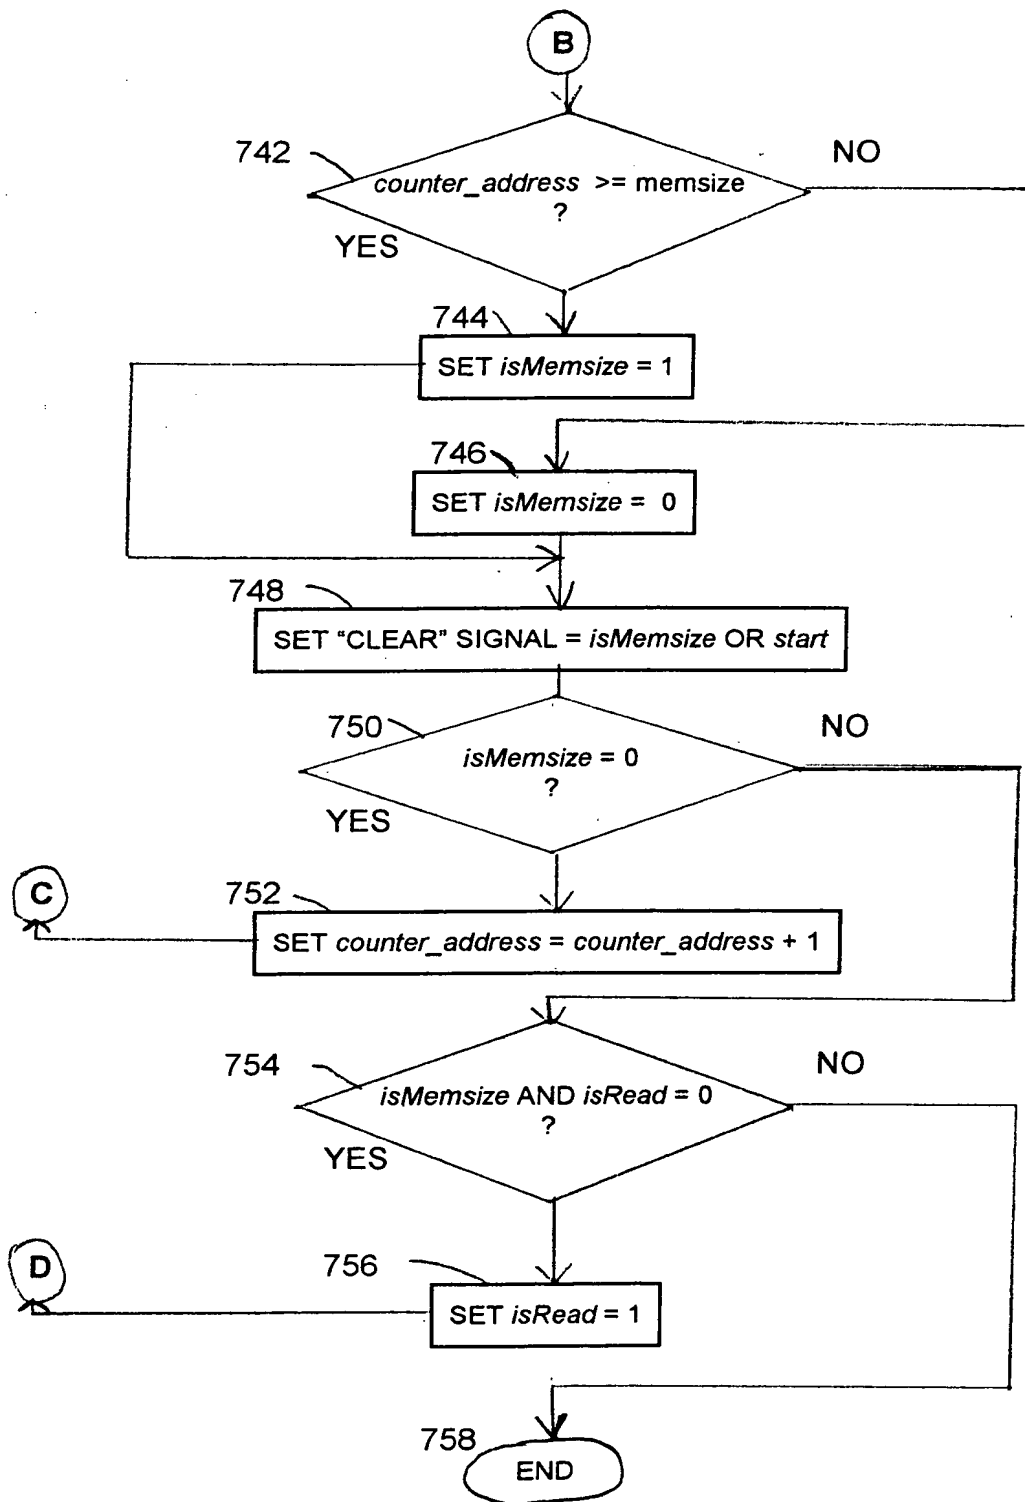 B
742
NO
counter_address >= memsize
?
YES
744
SET isMemsize = 1
746
SET isMemsize = 0
748
SET “CLEAR” SIGNAL = isMemsize OR start
750
NO
isMemsize = 0
?
YES
C
752
SET counter_address = counter_address + 1
754
NO
isMemsize AND isRead = 0
?
YES
D
756
SET isRead = 1
758
END